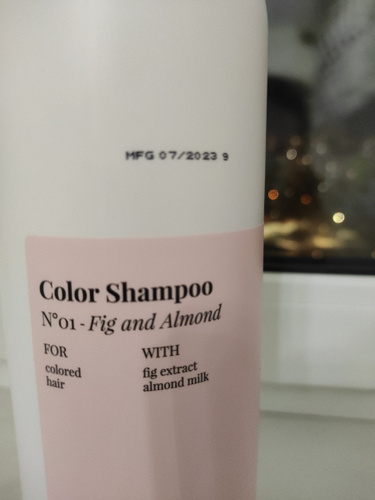 MFG 07/2023 9
Color Shampoo
N°01 - Fig and Almond
FOR WITH
colored fig extract
hair almond milk